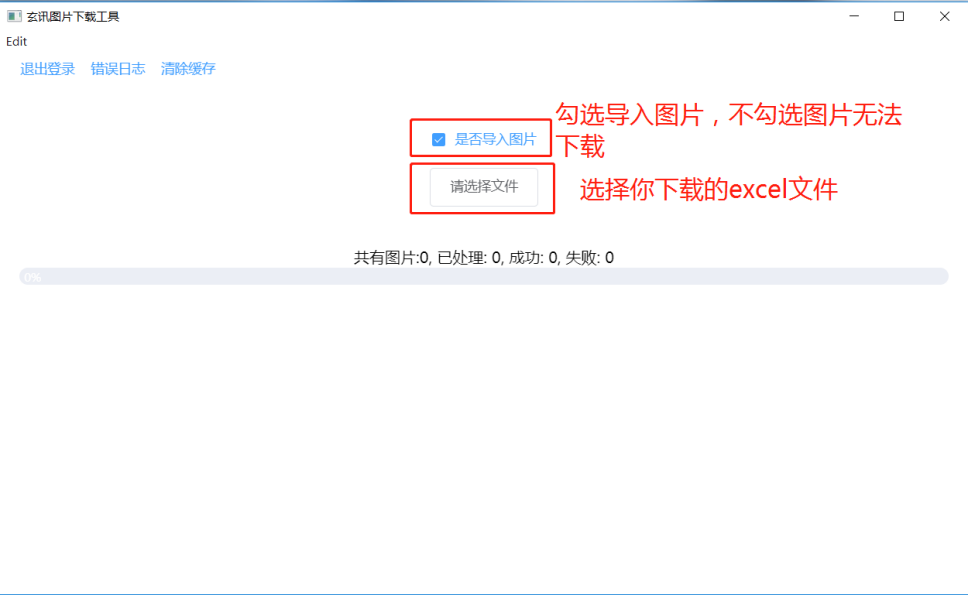 玄讯图片下载工具
Edit
退出登录 错误日志 清除缓存
勾选导入图片，不勾选图片无法
下载
是否导入图片
请选择文件
选择你下载的excel文件
共有图片:0, 已处理: 0, 成功: 0, 失败: 0
0%